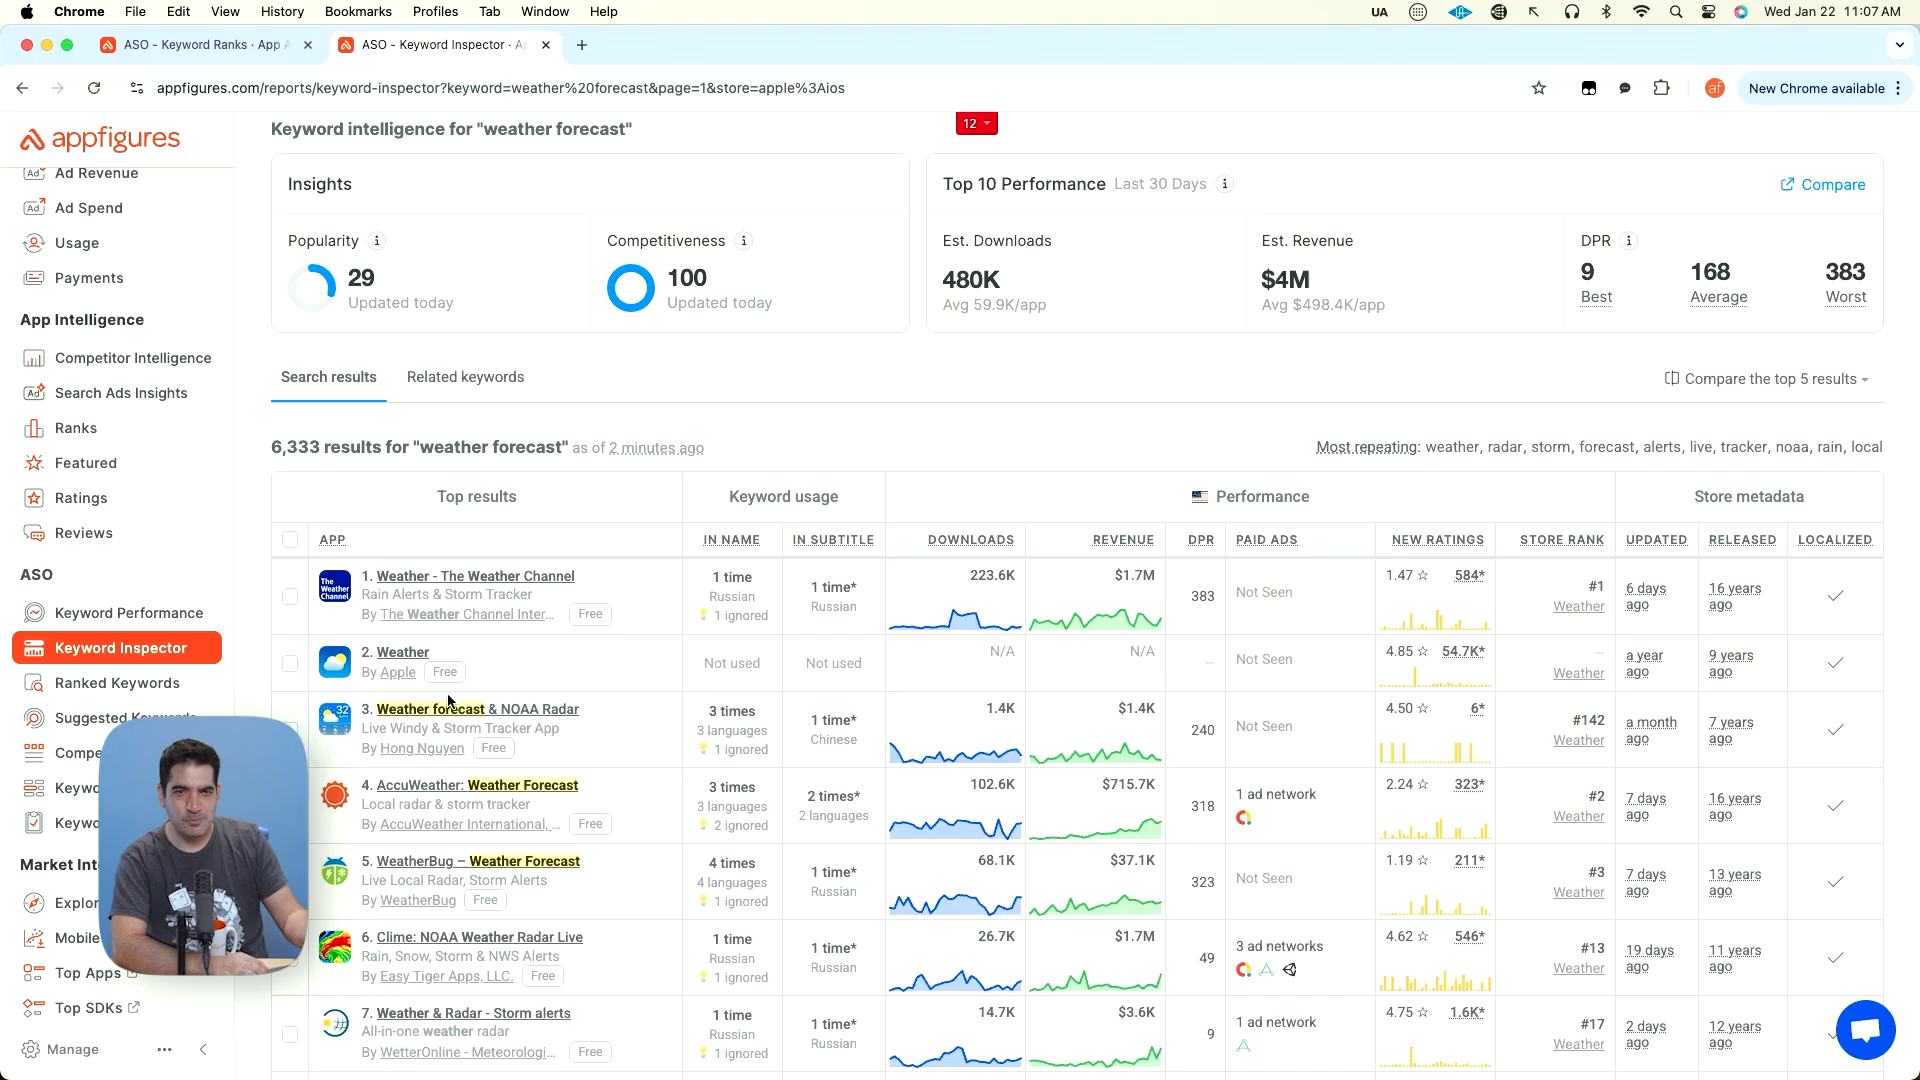 Chrome File Edit View History Bookmarks Profiles Tab Window Help
UA Wed Jan 22 11:07 AM
ASO - Keyword Ranks · App A
ASO - Keyword Inspector · Ap
appfigures.com/reports/keyword-inspector?keyword=weather%20forecast&page=1&store=apple%3Aios
af New Chrome available
appfigures
Ad Revenue
Ad Spend
Usage
Payments
App Intelligence
Competitor Intelligence
Search Ads Insights
Ranks
Featured
Ratings
Reviews
ASO
Keyword Performance
Keyword Inspector
Ranked Keywords
Suggested Keywords
Compe
Keywo
Keywo
Market Int
Explor
Mobile
Top Apps
Top SDKs
Manage
Keyword intelligence for "weather forecast"
12
Insights
Popularity
29
Updated today
Competitiveness
100
Updated today
Top 10 Performance Last 30 Days
Compare
Est. Downloads
480K
Avg 59.9K/app
Est. Revenue
$4M
Avg $498.4K/app
DPR
9 168 383
Best Average Worst
Search results Related keywords
Compare the top 5 results
6,333 results for "weather forecast" as of 2 minutes ago
Most repeating: weather, radar, storm, forecast, alerts, live, tracker, noaa, rain, local
Top results Keyword usage Performance Store metadata
APP IN NAME IN SUBTITLE DOWNLOADS REVENUE DPR PAID ADS NEW RATINGS STORE RANK UPDATED RELEASED LOCALIZED
The Weather Channel
1. Weather - The Weather Channel
Rain Alerts & Storm Tracker
By The Weather Channel Inter... Free
1 time
Russian
1 ignored
1 time*
Russian
223.6K
$1.7M
383
Not Seen
1.47 584*
#1
Weather
6 days ago
16 years ago
2. Weather
By Apple Free
Not used
Not used
N/A
N/A
–
Not Seen
4.85 54.7K*
–
Weather
a year ago
9 years ago
32
3. Weather forecast & NOAA Radar
Live Windy & Storm Tracker App
By Hong Nguyen Free
3 times
3 languages
1 ignored
1 time*
Chinese
1.4K
$1.4K
240
Not Seen
4.50 6*
#142
Weather
a month ago
7 years ago
4. AccuWeather: Weather Forecast
Local radar & storm tracker
By AccuWeather International,... Free
3 times
3 languages
2 ignored
2 times*
2 languages
102.6K
$715.7K
318
1 ad network
2.24 323*
#2
Weather
7 days ago
16 years ago
5. WeatherBug – Weather Forecast
Live Local Radar, Storm Alerts
By WeatherBug Free
4 times
4 languages
1 ignored
1 time*
Russian
68.1K
$37.1K
323
Not Seen
1.19 211*
#3
Weather
7 days ago
13 years ago
6. Clime: NOAA Weather Radar Live
Rain, Snow, Storm & NWS Alerts
By Easy Tiger Apps, LLC. Free
1 time
Russian
1 ignored
1 time*
Russian
26.7K
$1.7M
49
3 ad networks
4.62 546*
#13
Weather
19 days ago
11 years ago
7. Weather & Radar - Storm alerts
All-in-one weather radar
By WetterOnline - Meteorologi... Free
1 time
Russian
1 ignored
1 time*
Russian
14.7K
$3.6K
9
1 ad network
4.75 1.6K*
#17
Weather
2 days ago
12 years ago